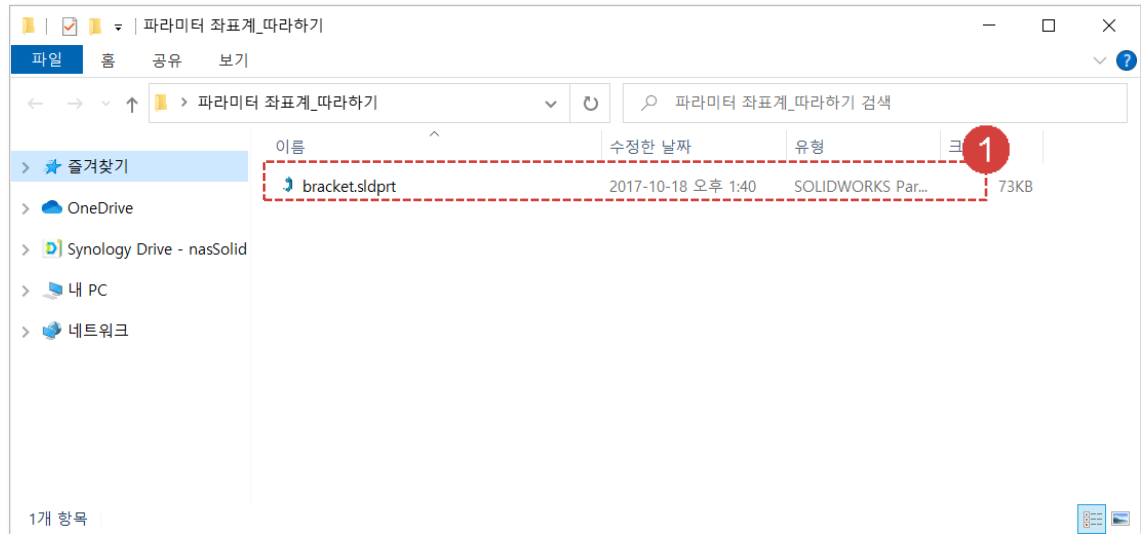 파라미터 좌표계_따라하기
파일 홈 공유 보기
파라미터 좌표계_따라하기 파라미터 좌표계_따라하기 검색
이름 수정한 날짜 유형 크 1
즐겨찾기
bracket.sldprt 2017-10-18 오후 1:40 SOLIDWORKS Par... 73KB
OneDrive
Synology Drive - nasSolid
내 PC
네트워크
1개 항목